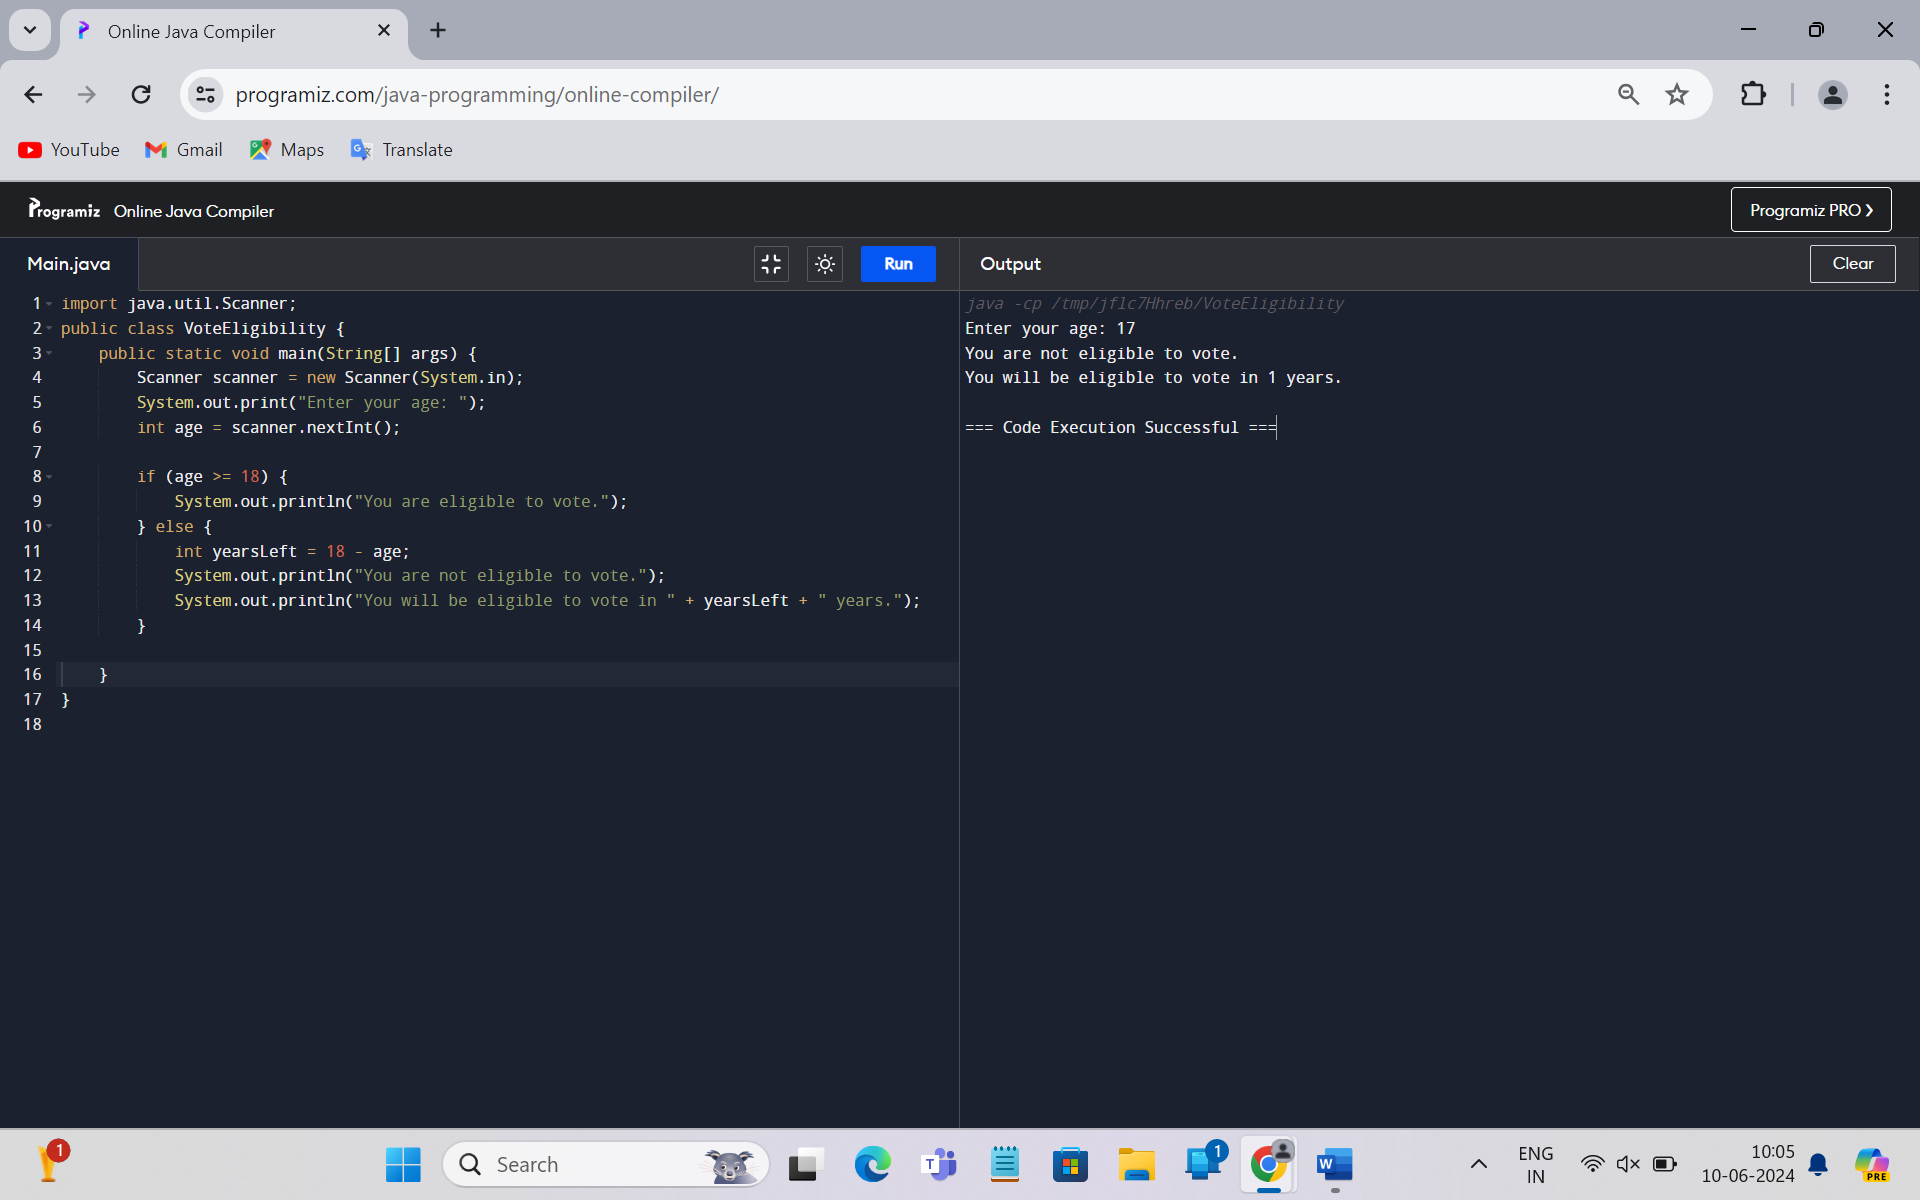 Online Java Compiler
programiz.com/java-programming/online-compiler/
YouTube Gmail Maps Translate
Programiz Online Java Compiler Programiz PRO ❯
Main.java Run
1 import java.util.Scanner;
2 public class VoteEligibility {
3     public static void main(String[] args) {
4         Scanner scanner = new Scanner(System.in);
5         System.out.print("Enter your age: ");
6         int age = scanner.nextInt();
7
8         if (age >= 18) {
9             System.out.println("You are eligible to vote.");
10         } else {
11             int yearsLeft = 18 - age;
12             System.out.println("You are not eligible to vote.");
13             System.out.println("You will be eligible to vote in " + yearsLeft + " years.");
14         }
15
16     }
17 }
18
Output Clear
java -cp /tmp/jflc7Hhreb/VoteEligibility
Enter your age: 17
You are not eligible to vote.
You will be eligible to vote in 1 years.
=== Code Execution Successful ===
1 Search T 1 W ENG 10:05 PRE
IN 10-06-2024